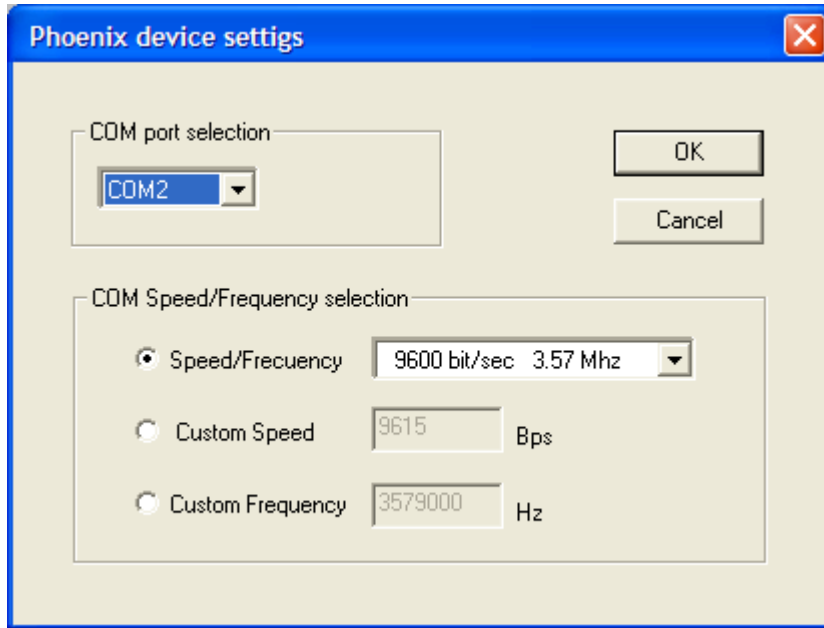 Phoenix device settigs
COM port selection
COM2
OK
Cancel
COM Speed/Frequency selection
Speed/Frecuency 9600 bit/sec 3.57 Mhz
Custom Speed 9615 Bps
Custom Frequency 3579000 Hz